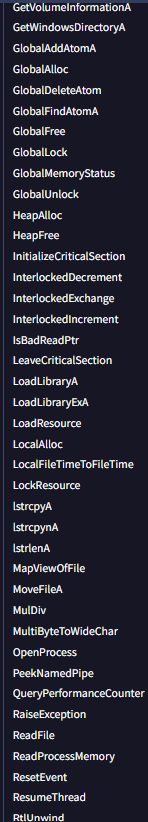 GetVolumeInformationA
GetWindowsDirectoryA
GlobalAddAtomA
GlobalAlloc
GlobalDeleteAtom
GlobalFindAtomA
GlobalFree
GlobalLock
GlobalMemoryStatus
GlobalUnlock
HeapAlloc
HeapFree
InitializeCriticalSection
InterlockedDecrement
InterlockedExchange
InterlockedIncrement
IsBadReadPtr
LeaveCriticalSection
LoadLibraryA
LoadLibraryExA
LoadResource
LocalAlloc
LocalFileTimeToFileTime
LockResource
lstrcpyA
lstrcpynA
lstrlenA
MapViewOfFile
MoveFileA
MulDiv
MultiByteToWideChar
OpenProcess
PeekNamedPipe
QueryPerformanceCounter
RaiseException
ReadFile
ReadProcessMemory
ResetEvent
ResumeThread
RtlUnwind